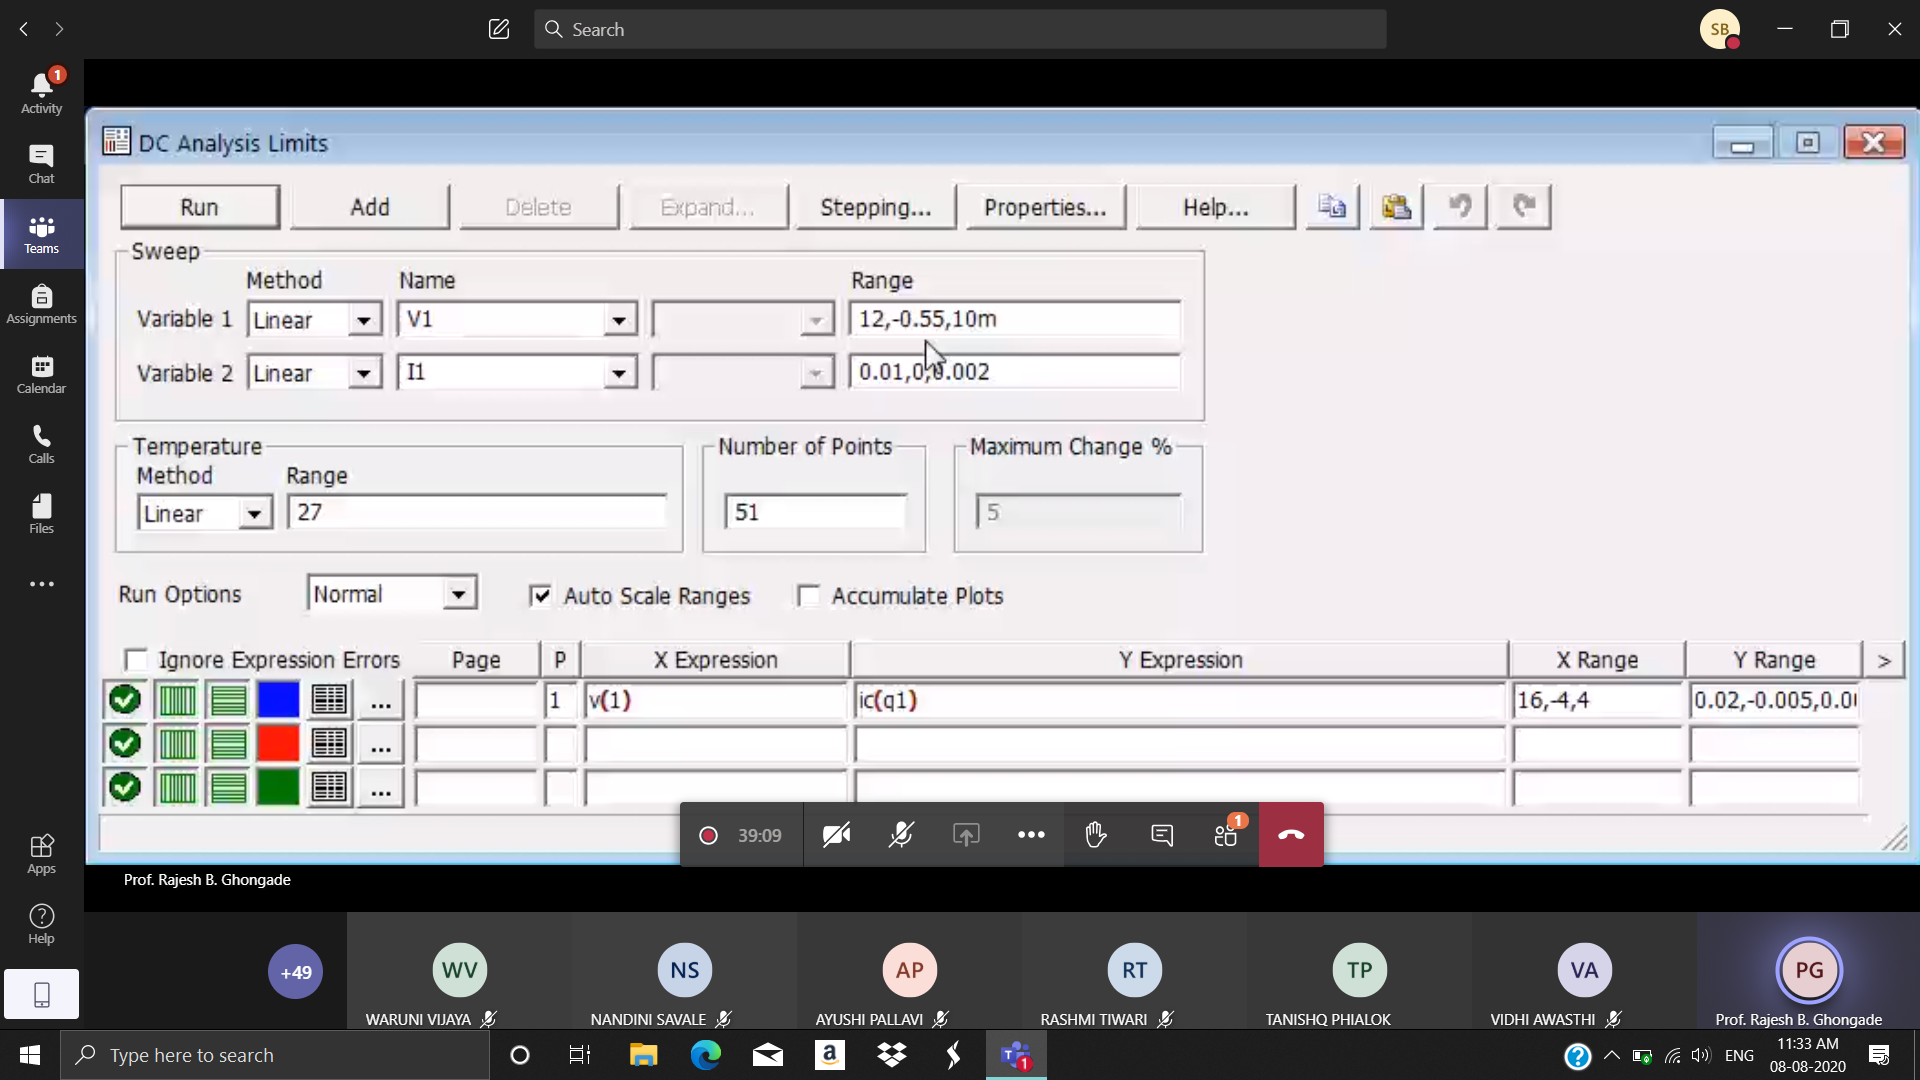 Search
SB
1
Activity
Chat
Teams
Assignments
Calendar
Calls
Files
Apps
Help
DC Analysis Limits
Run
Add
Delete
Expand...
Stepping...
Properties...
Help...
Sweep
Method
Name
Range
Variable 1
Linear
V1
12,-0.55,10m
Variable 2
Linear
I1
0.01,0,0.002
Temperature
Method
Range
Linear
27
Number of Points
51
Maximum Change %
5
Run Options
Normal
Auto Scale Ranges
Accumulate Plots
Ignore Expression Errors
Page
P
X Expression
Y Expression
X Range
Y Range
>
...
1
v(1)
ic(q1)
16,-4,4
0.02,-0.005,0.0
...
...
39:09
1
Prof. Rajesh B. Ghongade
+49
WV
WARUNI VIJAYA
NS
NANDINI SAVALE
AP
AYUSHI PALLAVI
RT
RASHMI TIWARI
TP
TANISHQ PHIALOK
VA
VIDHI AWASTHI
PG
Prof. Rajesh B. Ghongade
Type here to search
a
1
?
ENG
11:33 AM
08-08-2020